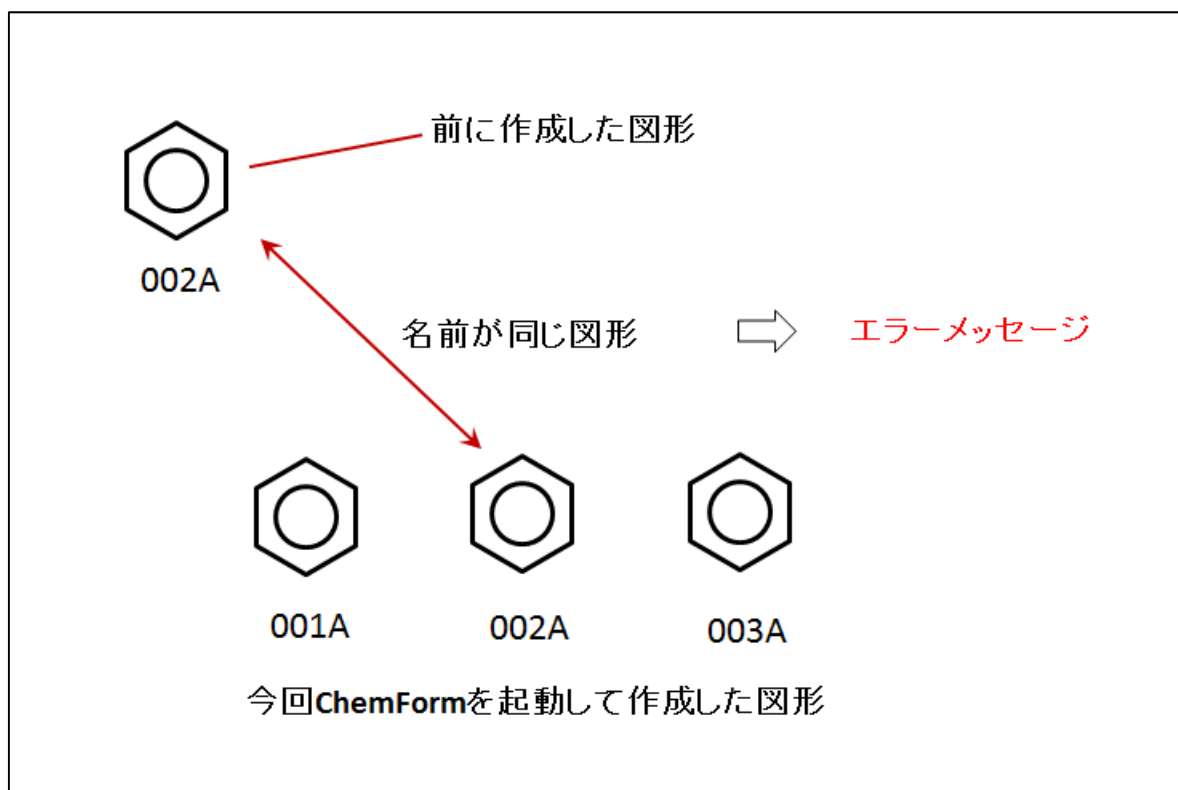 前に作成した図形
002A
名前が同じ図形
エラーメッセージ
001A
002A
003A
今回ChemFormを起動して作成した図形